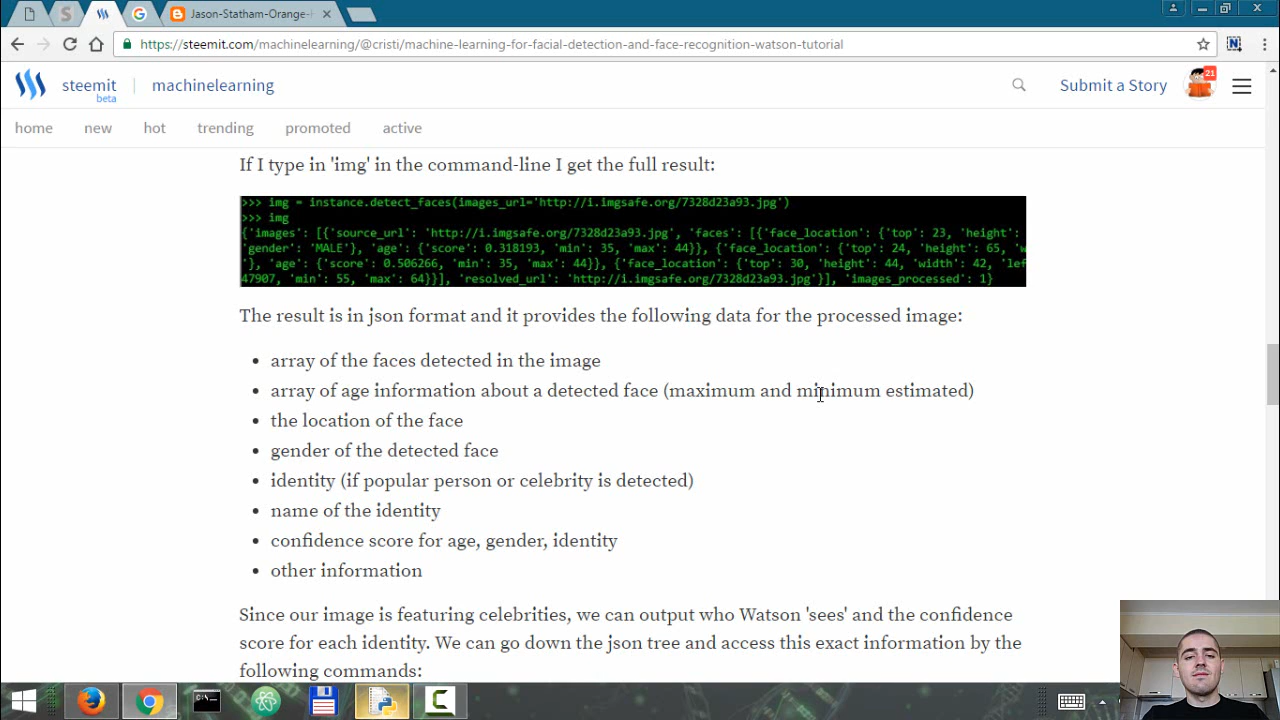 Jason-Statham-Orange-
https://steemit.com/machinelearning/@cristi/machine-learning-for-facial-detection-and-face-recognition-watson-tutorial
steemit
beta
machinelearning
Submit a Story
21
home new hot trending promoted active
If I type in 'img' in the command-line I get the full result:
>>> img = instance.detect_faces(images_url='http://i.imgsafe.org/7328d23a93.jpg')
>>> img
{'images': [{'source_url': 'http://i.imgsafe.org/7328d23a93.jpg', 'faces': [{'face_location': {'top': 23, 'height':
'gender': 'MALE'}, 'age': {'score': 0.318193, 'min': 35, 'max': 44}}, {'face_location': {'top': 24, 'height': 65, 'w
'}, 'age': {'score': 0.506266, 'min': 35, 'max': 44}}, {'face_location': {'top': 30, 'height': 44, 'width': 42, 'lef
47907, 'min': 55, 'max': 64}}], 'resolved_url': 'http://i.imgsafe.org/7328d23a93.jpg'}], 'images_processed': 1}
The result is in json format and it provides the following data for the processed image:
• array of the faces detected in the image
• array of age information about a detected face (maximum and minimum estimated)
• the location of the face
• gender of the detected face
• identity (if popular person or celebrity is detected)
• name of the identity
• confidence score for age, gender, identity
• other information
Since our image is featuring celebrities, we can output who Watson 'sees' and the confidence
score for each identity. We can go down the json tree and access this exact information by the
following commands: